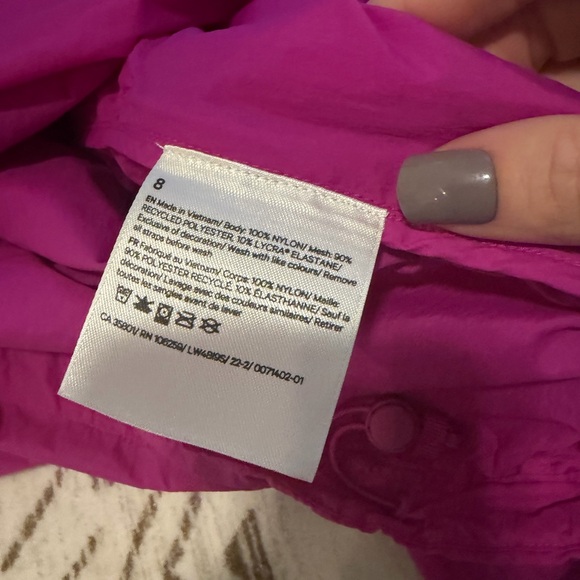 8
EN Made in Vietnam/ Body: 100% NYLON/ Mesh: 90%
RECYCLED POLYESTER, 10% LYCRA® ELASTANE/
Exclusive of decoration/ Wash with like colours/ Remove
all straps before wash
FR Fabriqué au Vietnam/ Corps: 100% NYLON/ Maille:
90% POLYESTER RECYCLÉ, 10% ÉLASTHANNE/ Sauf la
décoration/ Lavage avec des couleurs similaires/ Retirer
toutes les sangles avant de laver
CA 35801/ RN 106259/ LW4BI9S/ 22-2/ 0071402-01